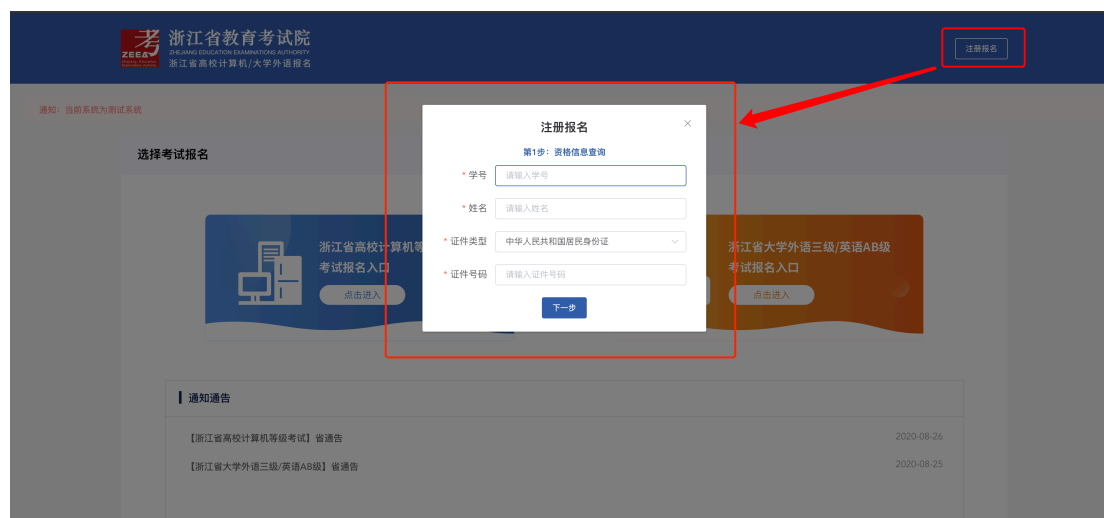 考
ZEEA
浙江省教育考试院
ZHEJIANG EDUCATION EXAMINATIONS AUTHORITY
浙江省高校计算机/大学外语报名
注册报名
通知：当前系统为测试系统
选择考试报名
注册报名
×
第1步：资格信息查询
* 学号 请输入学号
* 姓名 请输入姓名
* 证件类型 中华人民共和国居民身份证
* 证件号码 请输入证件号码
下一步
浙江省高校计算机等
考试报名入口
点击进入
浙江省大学外语三级/英语AB级
考试报名入口
点击进入
通知通告
【浙江省高校计算机等级考试】省通告 2020-08-26
【浙江省大学外语三级/英语AB级】省通告 2020-08-25